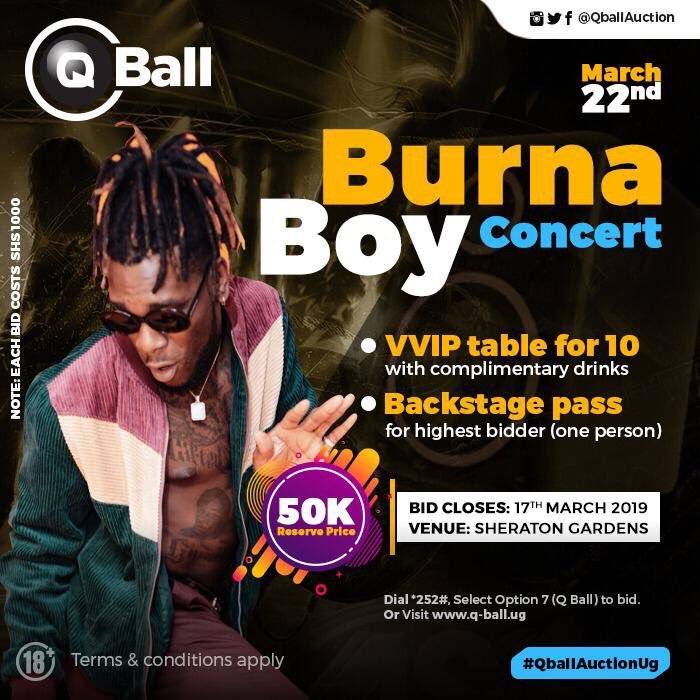 @QballAuction
Q Ball
March
22nd
Burna
Boy Concert
NOTE: EACH BID COSTS SHS1000
VVIP table for 10
with complimentary drinks
Backstage pass
for highest bidder (one person)
50K
Reserve Price
BID CLOSES: 17TH MARCH 2019
VENUE: SHERATON GARDENS
Dial *252#, Select Option 7 (Q Ball) to bid.
Or Visit www.q-ball.ug
18+ Terms & conditions apply
#QballAuctionUg